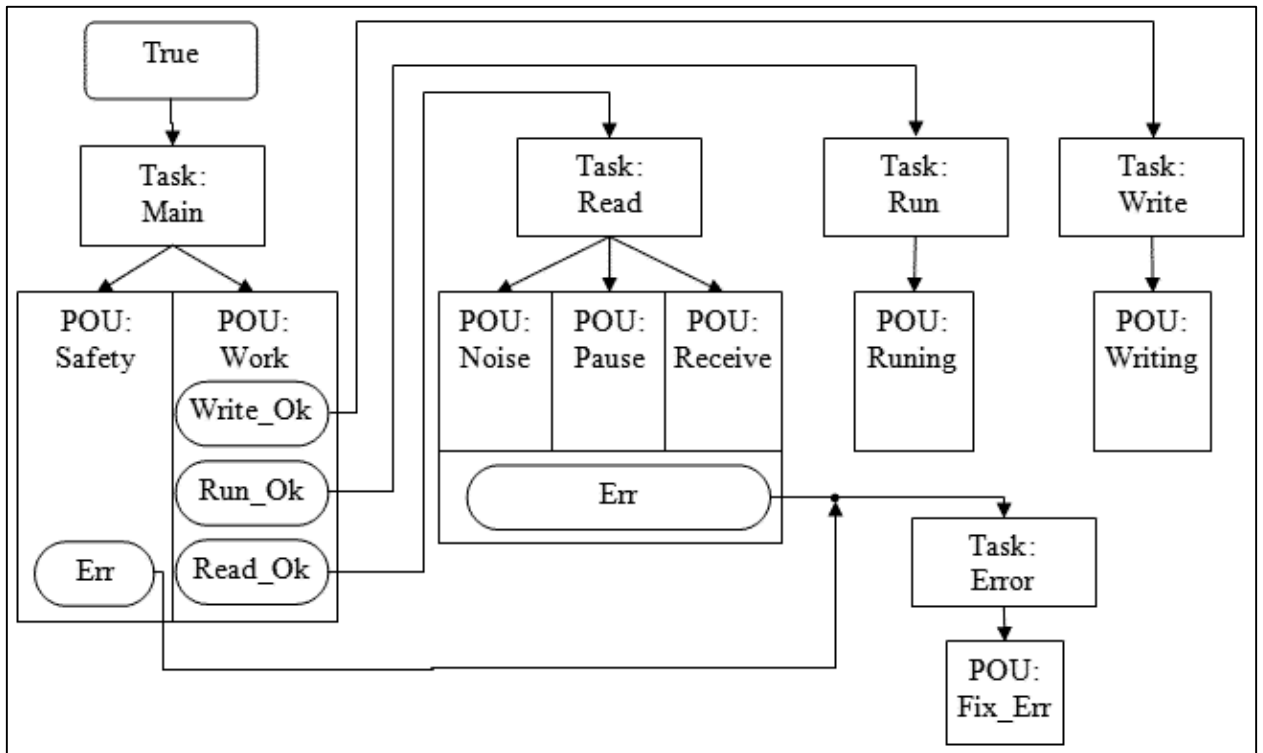 True
Task:
Main
Task:
Read
Task:
Run
Task:
Write
POU:
Safety
POU:
Work
POU:
Noise
POU:
Pause
POU:
Receive
POU:
Runing
POU:
Writing
Write_Ok
Run_Ok
Err
Err
Read_Ok
Task:
Error
POU:
Fix_Err